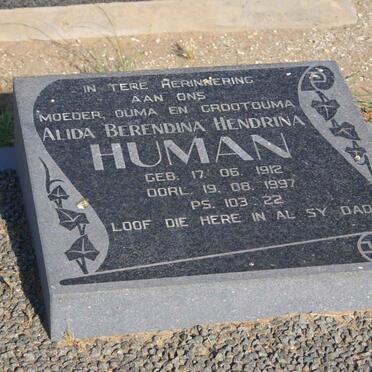 IN TERE HERINNERING
AAN ONS
MOEDER, OUMA EN GROOTOUMA
ALIDA BERENDINA HENDRINA
HUMAN
GEB. 17. 06. 1912
OORL. 19. 08. 1997
PS. 103 : 22
LOOF DIE HERE IN AL SY DAD